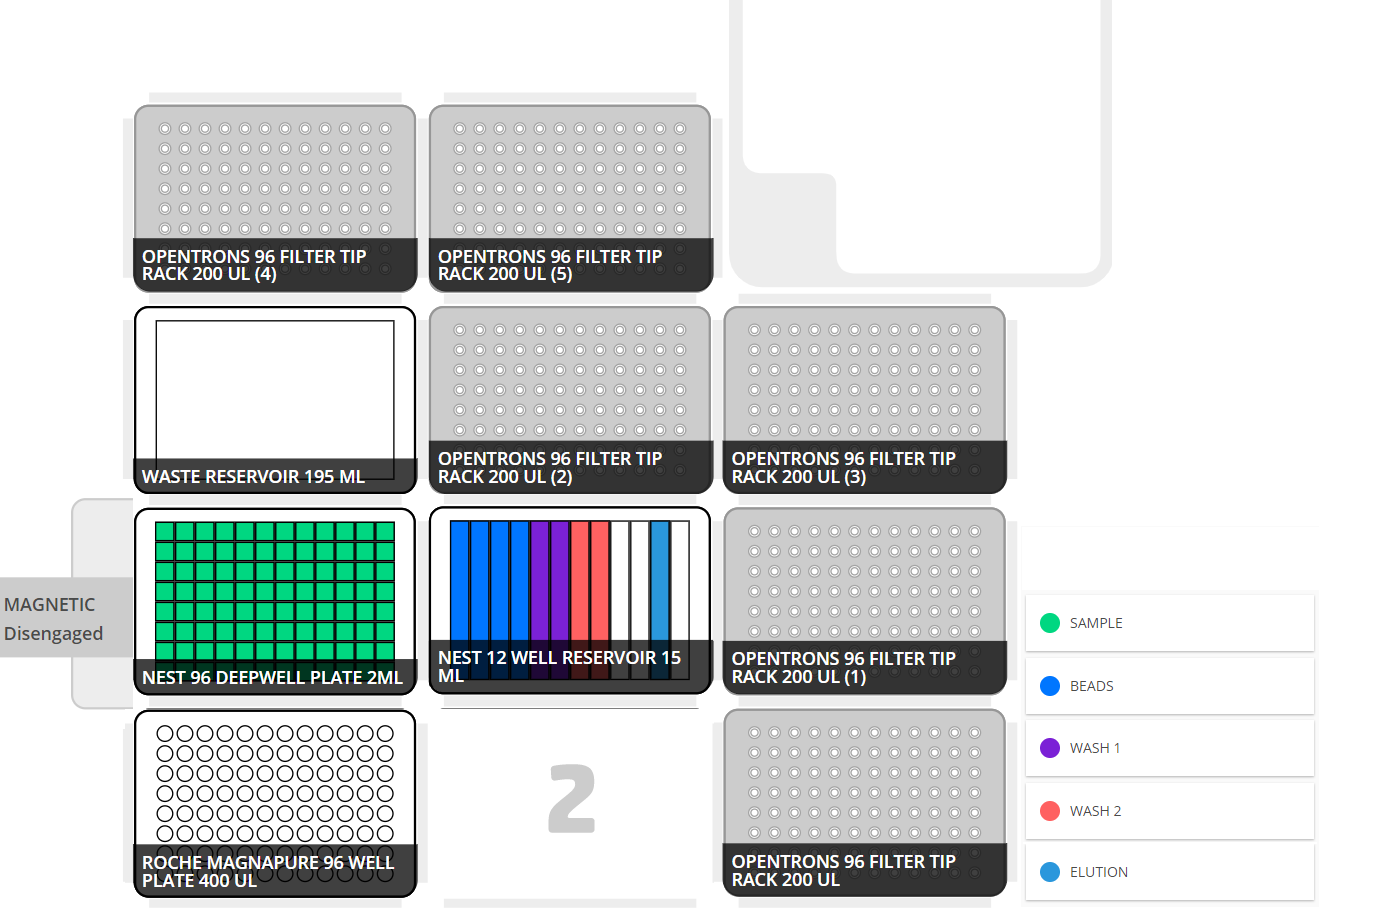 OPENTRONS 96 FILTER TIP
RACK 200 UL (4)
OPENTRONS 96 FILTER TIP
RACK 200 UL (5)
WASTE RESERVOIR 195 ML
OPENTRONS 96 FILTER TIP
RACK 200 UL (2)
OPENTRONS 96 FILTER TIP
RACK 200 UL (3)
MAGNETIC
Disengaged
NEST 96 DEEPWELL PLATE 2ML
NEST 12 WELL RESERVOIR 15
ML
OPENTRONS 96 FILTER TIP
RACK 200 UL (1)
ROCHE MAGNAPURE 96 WELL
PLATE 400 UL
2
OPENTRONS 96 FILTER TIP
RACK 200 UL
SAMPLE
BEADS
WASH 1
WASH 2
ELUTION